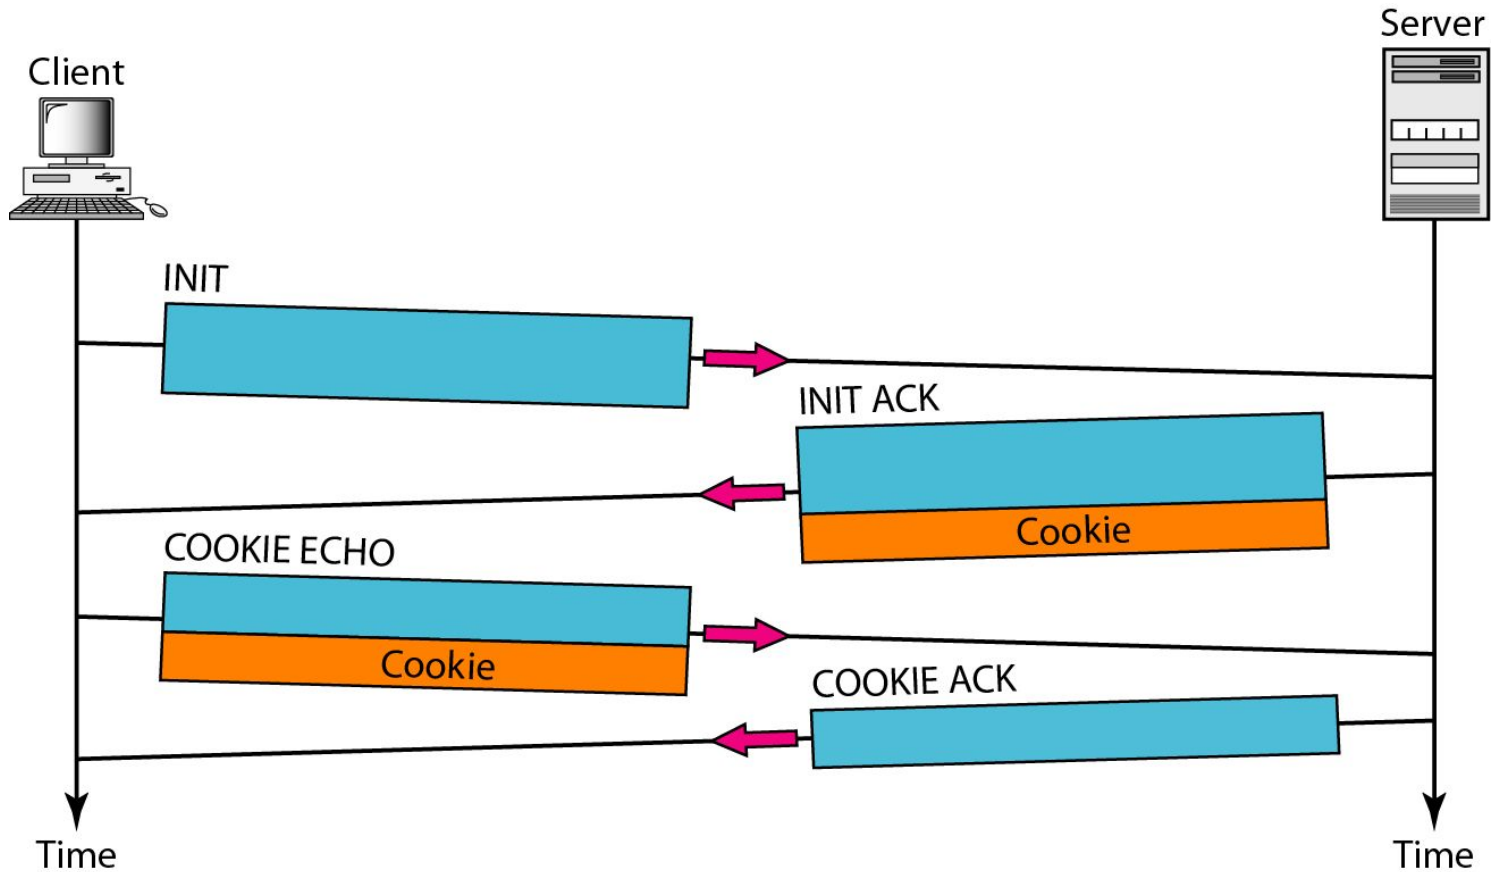 Server
Client
INIT
INIT ACK
Cookie
COOKIE ECHO
Cookie
COOKIE ACK
Time
Time